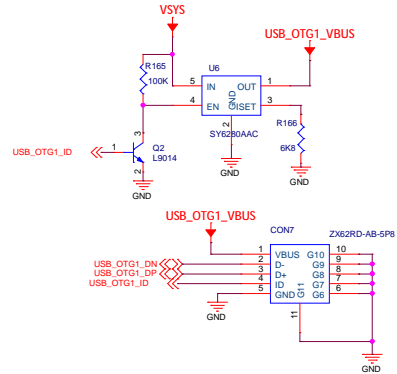 VSYS
USB_OTG1_VBUS
R165
100K
U6
5 IN OUT 1
4 EN ISET 3
GND
2
SY6280AAC
R166
6K8
GND
GND
USB_OTG1_ID
1
3
2
Q2
L9014
GND
USB_OTG1_VBUS
CON7
ZX62RD-AB-5P8
1 VBUS G10 10
USB_OTG1_DN 2 D- G9 9
USB_OTG1_DP 3 D+ G8 8
USB_OTG1_ID 4 ID G7 7
5 GND G6 6
G11
11
GND
GND